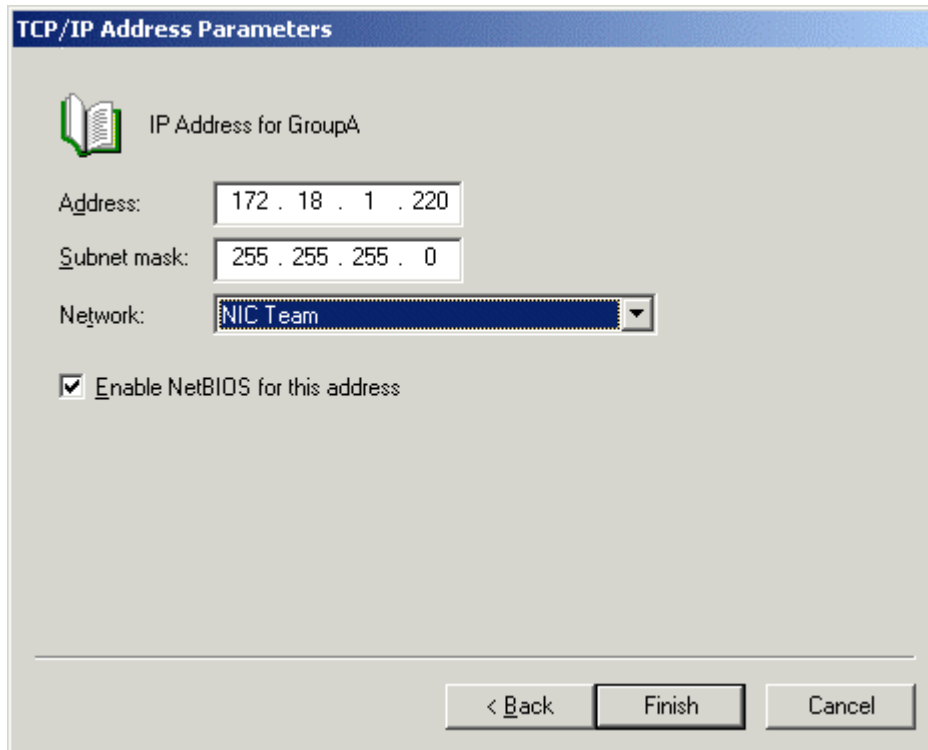 TCP/IP Address Parameters
IP Address for GroupA
Address: 172 . 18 . 1 . 220
Subnet mask: 255 . 255 . 255 . 0
Network: NIC Team
Enable NetBIOS for this address
< Back Finish Cancel